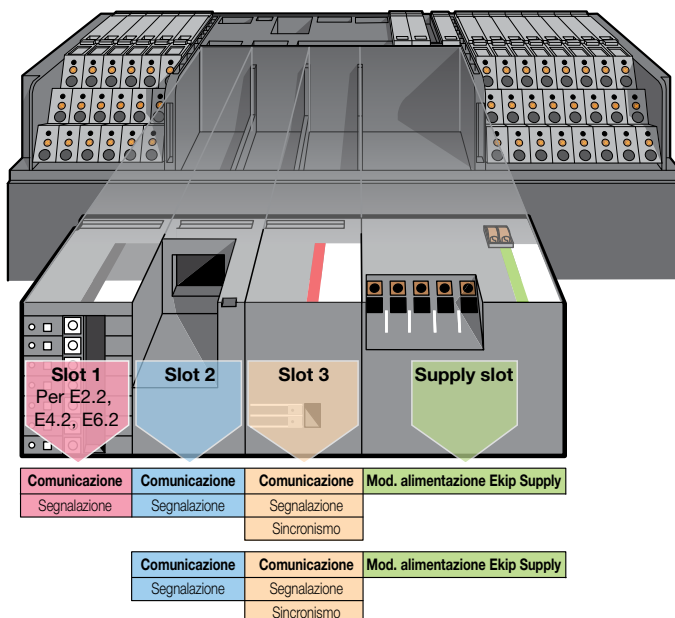 Slot 1
Per E2.2,
E4.2, E6.2
Slot 2
Slot 3
Supply slot
Comunicazione Comunicazione Comunicazione Mod. alimentazione Ekip Supply
Segnalazione Segnalazione Segnalazione
Sincronismo
Comunicazione Comunicazione Mod. alimentazione Ekip Supply
Segnalazione Segnalazione
Sincronismo